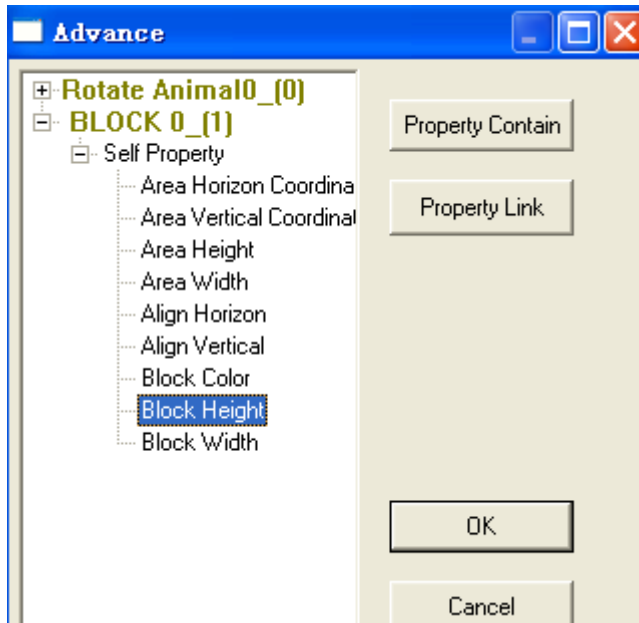 Advance
Rotate Animal0_(0)
BLOCK 0_(1)
Self Property
Area Horizon Coordina
Area Vertical Coordinat
Area Height
Area Width
Align Horizon
Align Vertical
Block Color
Block Height
Block Width
Property Contain
Property Link
OK
Cancel